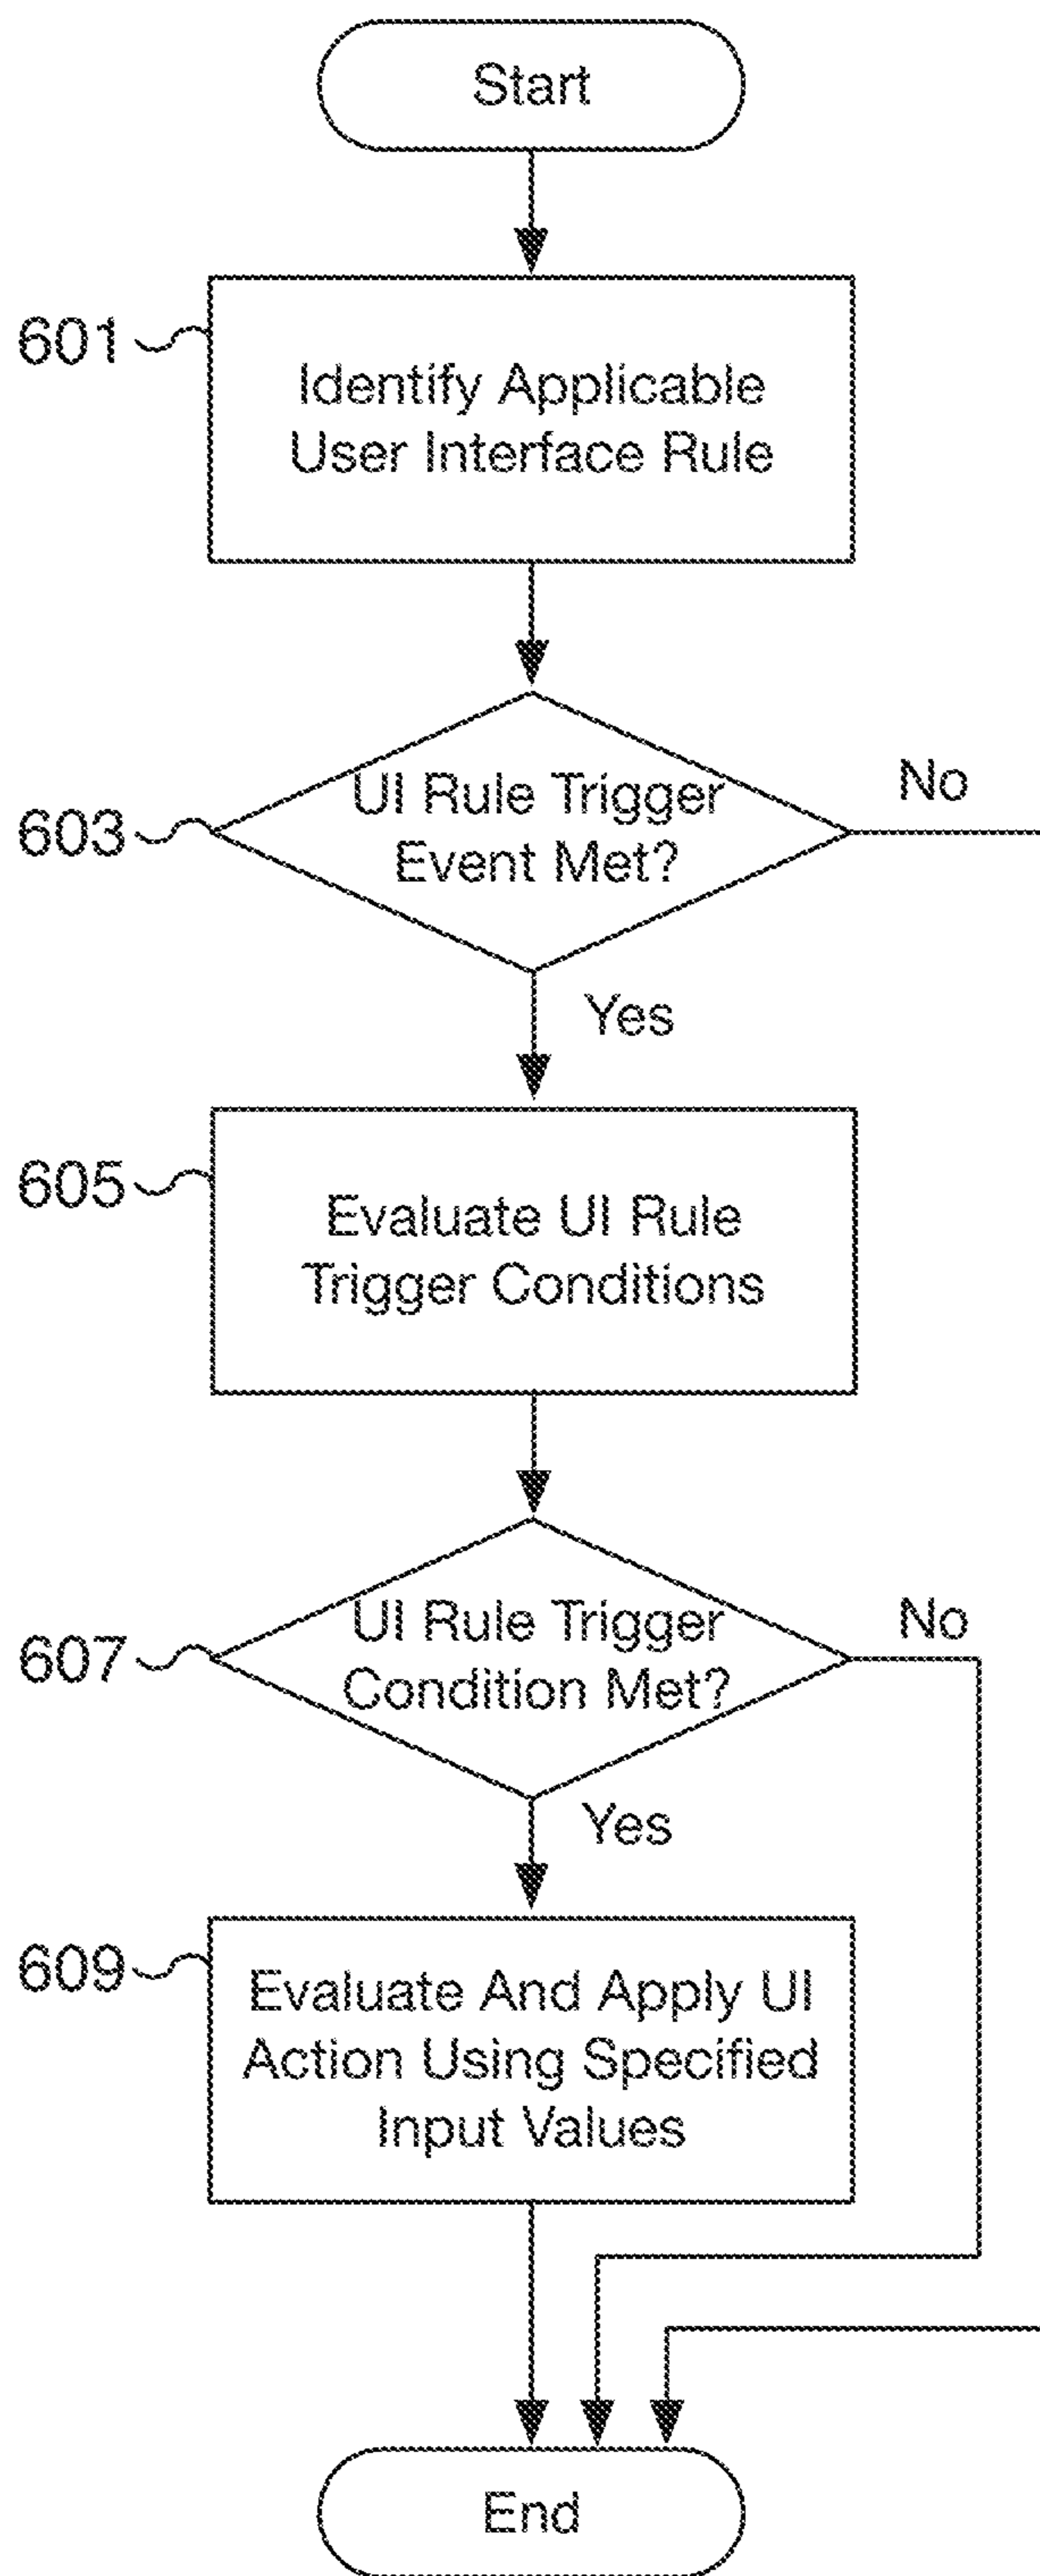 Start
601
Identify Applicable
User Interface Rule
603
UI Rule Trigger
Event Met?
No
Yes
605
Evaluate UI Rule
Trigger Conditions
607
UI Rule Trigger
Condition Met?
No
Yes
609
Evaluate And Apply UI
Action Using Specified
Input Values
End